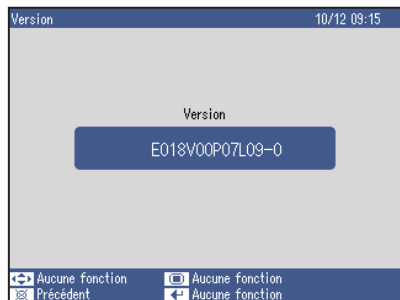 Version 10/12 09:15
Version
E018V00P07L09-0
Aucune fonction Aucune fonction
Précédent Aucune fonction